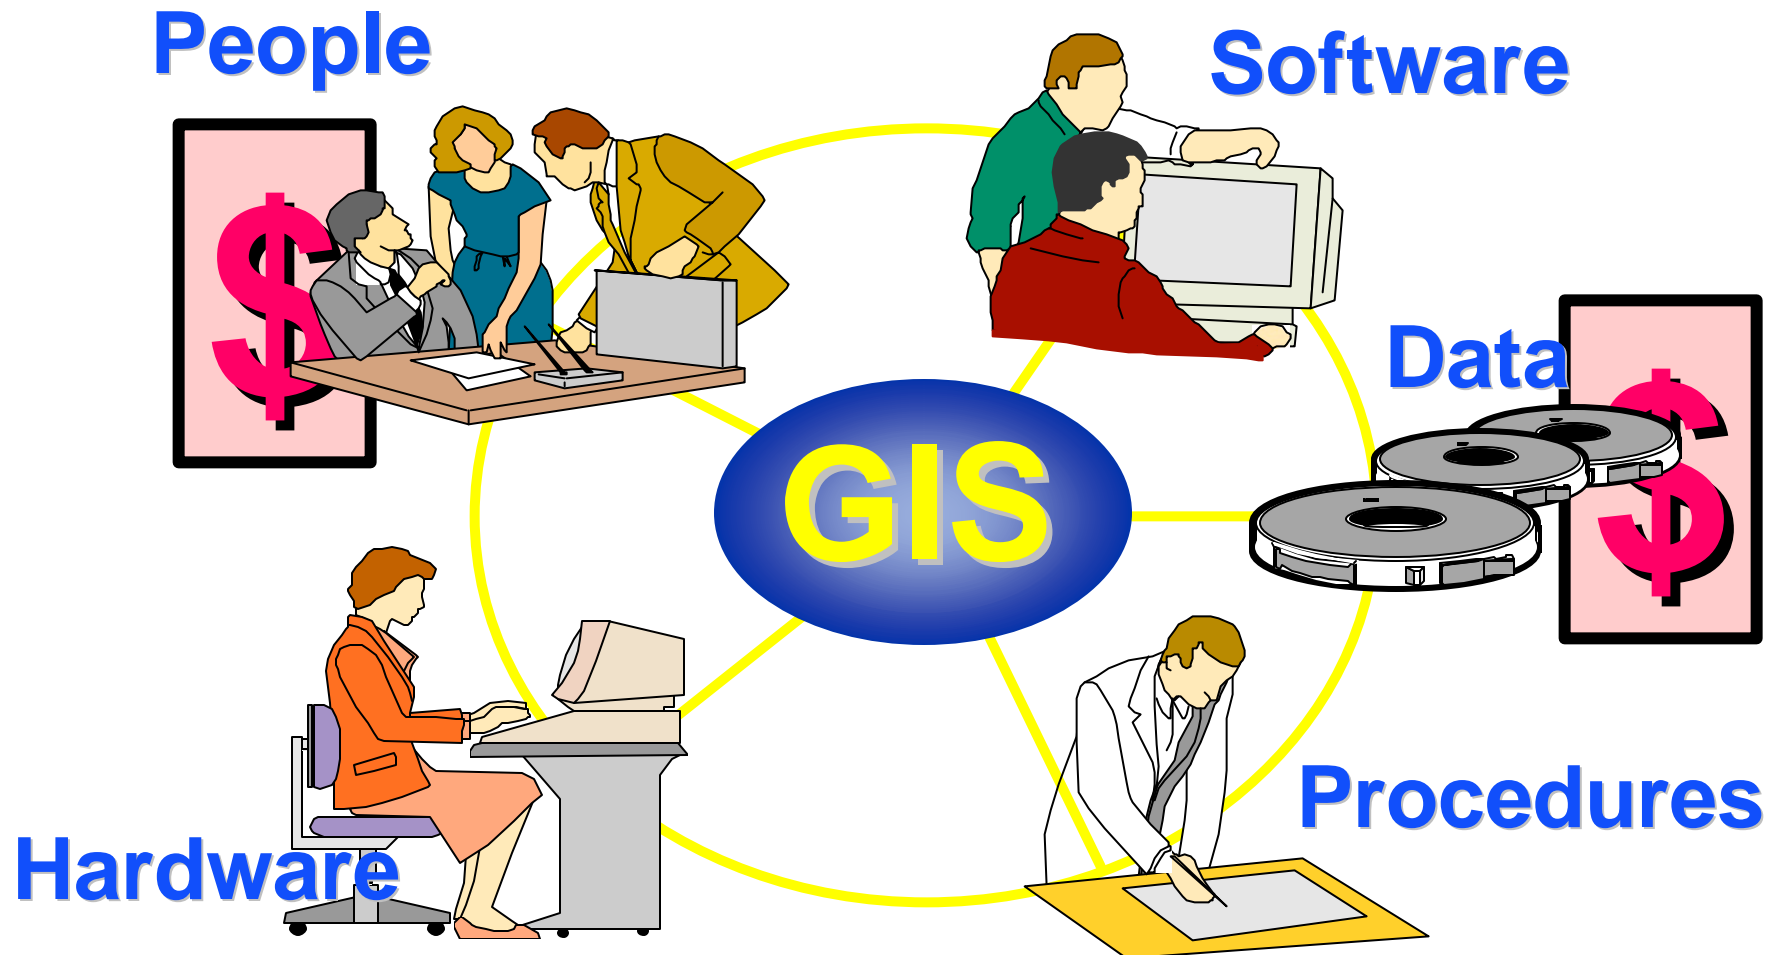 People
Software
$
Data
$
GIS
Procedures
Hardware